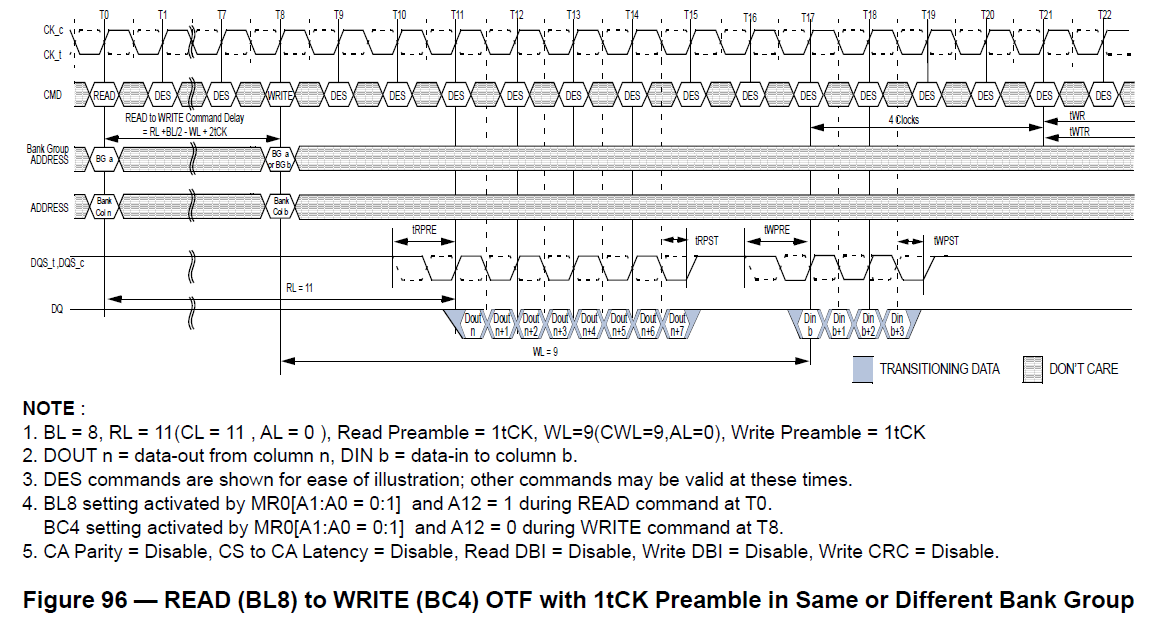 T0 T1 T7 T8 T9 T10 T11 T12 T13 T14 T15 T16 T17 T18 T19 T20 T21 T22
CK_c
CK_t
CMD READ DES DES WRITE DES DES DES DES DES DES DES DES DES DES DES DES DES DES
READ to WRITE Command Delay
= RL +BL/2 - WL + 2tCK
4 Clocks
tWR
tWTR
Bank Group
ADDRESS
BG a
BG a
or BG b
ADDRESS
Bank
Col n
Bank
Col b
tRPRE
tRPST
tWPRE
tWPST
DQS_t,DQS_c
RL = 11
DQ
Dout
n
Dout
n+1
Dout
n+2
Dout
n+3
Dout
n+4
Dout
n+5
Dout
n+6
Dout
n+7
Din
b
Din
b+1
Din
b+2
Din
b+3
WL = 9
TRANSITIONING DATA
DON'T CARE
NOTE :
1. BL = 8, RL = 11(CL = 11 , AL = 0 ), Read Preamble = 1tCK, WL=9(CWL=9,AL=0), Write Preamble = 1tCK
2. DOUT n = data-out from column n, DIN b = data-in to column b.
3. DES commands are shown for ease of illustration; other commands may be valid at these times.
4. BL8 setting activated by MR0[A1:A0 = 0:1] and A12 = 1 during READ command at T0.
BC4 setting activated by MR0[A1:A0 = 0:1] and A12 = 0 during WRITE command at T8.
5. CA Parity = Disable, CS to CA Latency = Disable, Read DBI = Disable, Write DBI = Disable, Write CRC = Disable.
Figure 96 — READ (BL8) to WRITE (BC4) OTF with 1tCK Preamble in Same or Different Bank Group